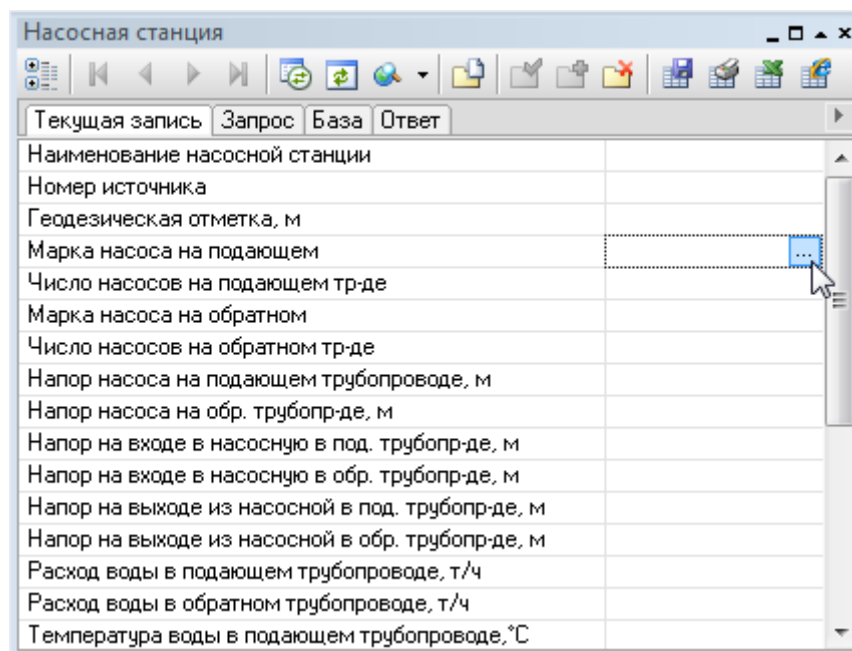 Насосная станция
Текущая запись Запрос База Ответ
Наименование насосной станции
Номер источника
Геодезическая отметка, м
Марка насоса на подающем
...
Число насосов на подающем тр-де
Марка насоса на обратном
Число насосов на обратном тр-де
Напор насоса на подающем трубопроводе, м
Напор насоса на обр. трубопр-де, м
Напор на входе в насосную в под. трубопр-де, м
Напор на входе в насосную в обр. трубопр-де, м
Напор на выходе из насосной в под. трубопр-де, м
Напор на выходе из насосной в обр. трубопр-де, м
Расход воды в подающем трубопроводе, т/ч
Расход воды в обратном трубопроводе, т/ч
Температура воды в подающем трубопроводе,°C